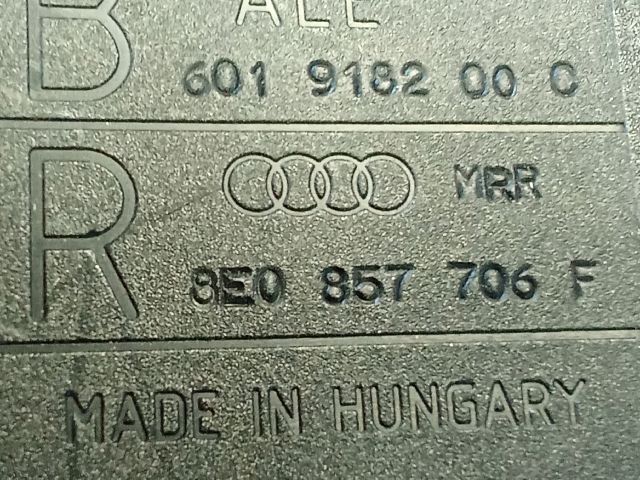 B ALL
601 9182 00 C
R MRR
8E0 857 706 F
MADE IN HUNGARY